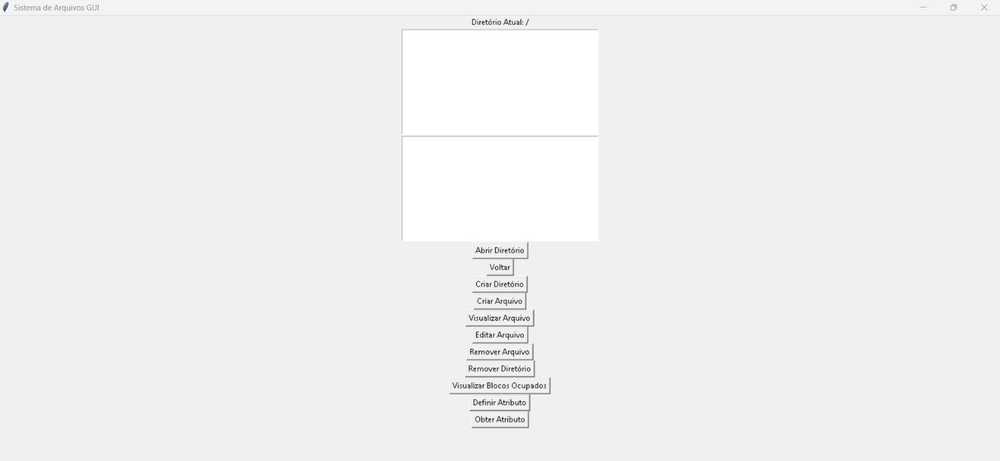 Sistema de Arquivos GUI
Diretório Atual: /
Abrir Diretório
Voltar
Criar Diretório
Criar Arquivo
Visualizar Arquivo
Editar Arquivo
Remover Arquivo
Remover Diretório
Visualizar Blocos Ocupados
Definir Atributo
Obter Atributo